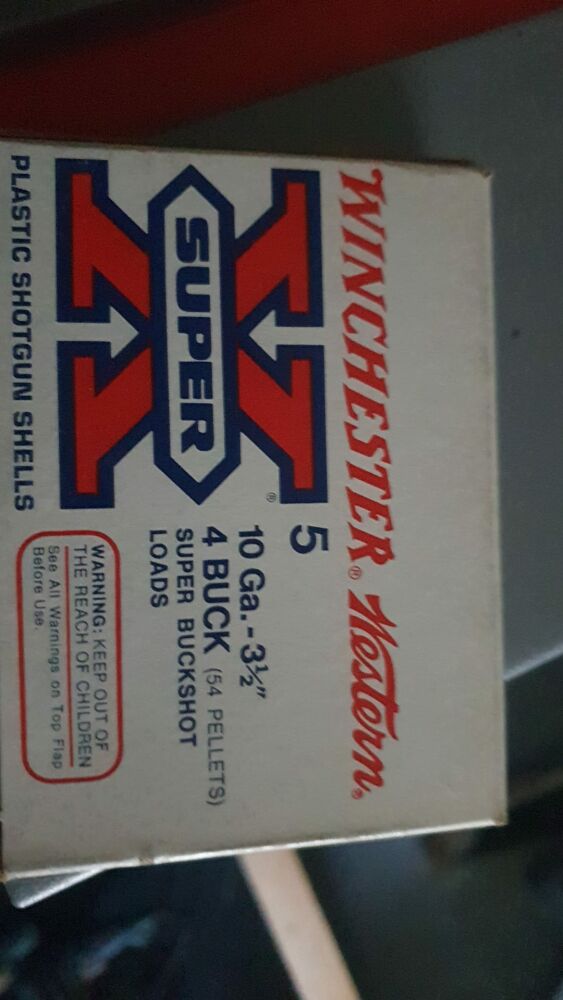 WINCHESTER® Western®
SUPER X®
PLASTIC SHOTGUN SHELLS
5
10 Ga.-3½"
4 BUCK (54 PELLETS)
SUPER BUCKSHOT
LOADS
WARNING: KEEP OUT OF
THE REACH OF CHILDREN
See All Warnings on Top Flap
Before Use.